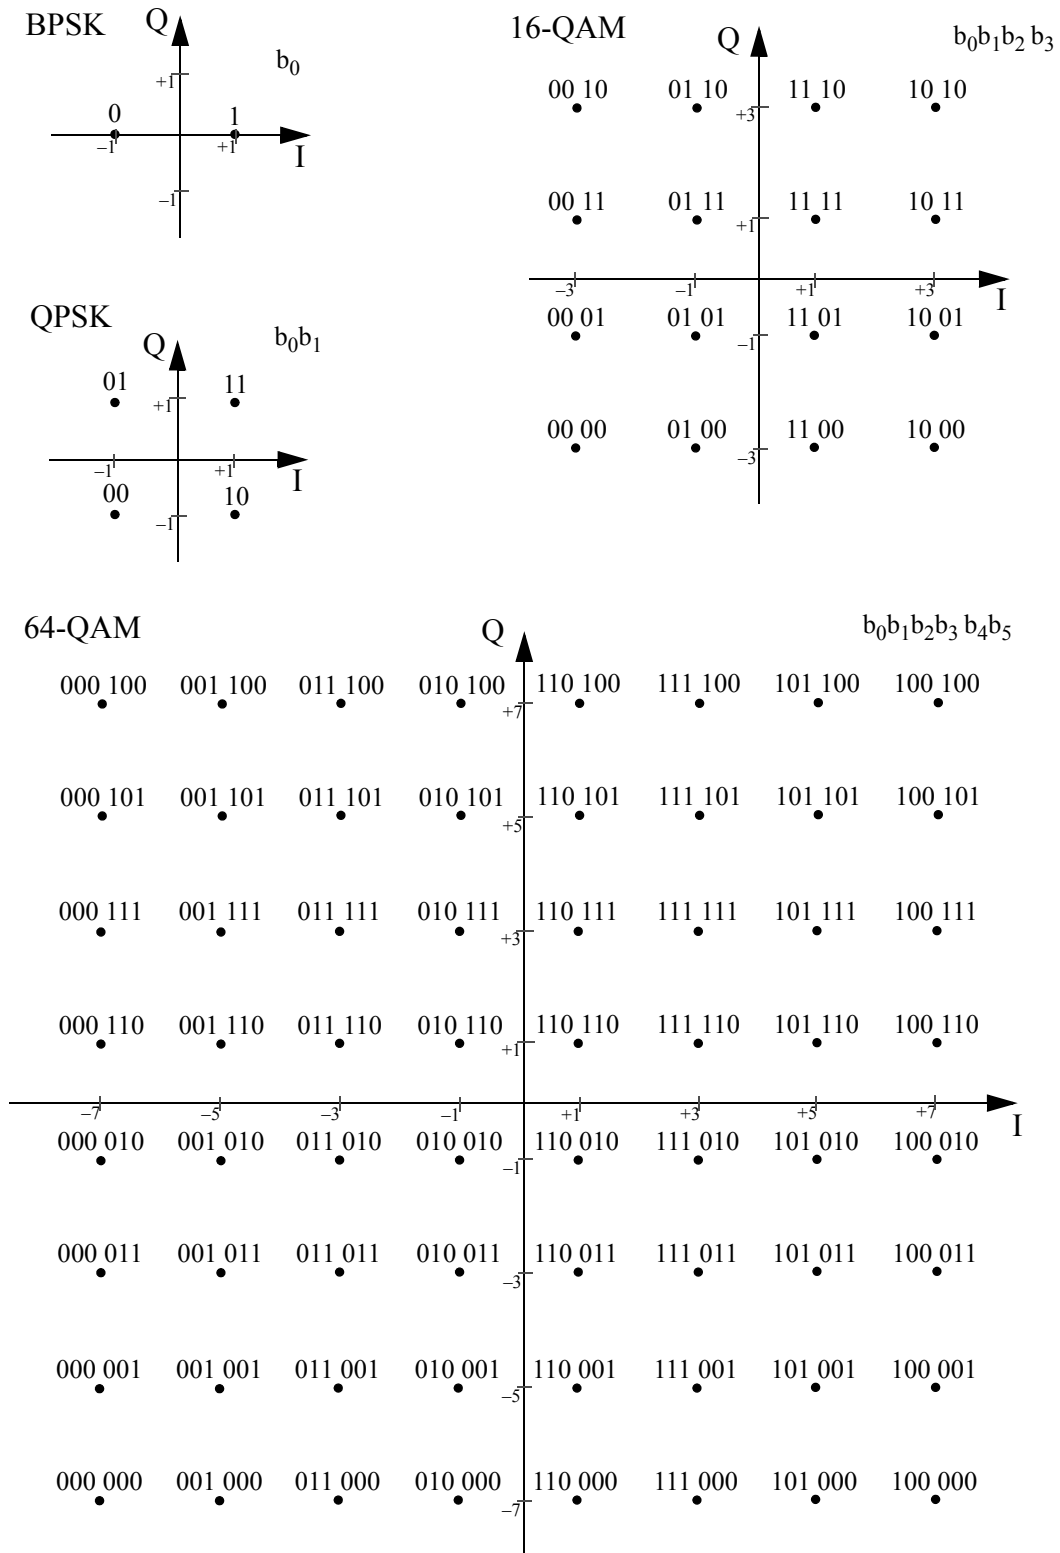 BPSK
Q
b0
+1
0 1
–1 +1
I
–1
QPSK
Q
b0b1
01 11
+1
–1 +1
I
00 10
–1
16-QAM
Q
b0b1b2 b3
00 10 01 10 11 10 10 10
+3
00 11 01 11 11 11 10 11
+1
–3 –1 +1 +3
I
00 01 01 01 11 01 10 01
–1
00 00 01 00 11 00 10 00
–3
64-QAM
Q
b0b1b2b3 b4b5
000 100 001 100 011 100 010 100 110 100 111 100 101 100 100 100
+7
000 101 001 101 011 101 010 101 110 101 111 101 101 101 100 101
+5
000 111 001 111 011 111 010 111 110 111 111 111 101 111 100 111
+3
000 110 001 110 011 110 010 110 110 110 111 110 101 110 100 110
+1
–7 –5 –3 –1 +1 +3 +5 +7
I
000 010 001 010 011 010 010 010 110 010 111 010 101 010 100 010
–1
000 011 001 011 011 011 010 011 110 011 111 011 101 011 100 011
–3
000 001 001 001 011 001 010 001 110 001 111 001 101 001 100 001
–5
000 000 001 000 011 000 010 000 110 000 111 000 101 000 100 000
–7